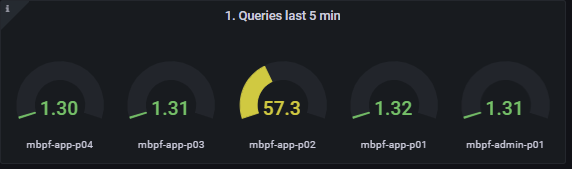 i
1. Queries last 5 min
1.30 1.31 57.3 1.32 1.31
mbpf-app-p04 mbpf-app-p03 mbpf-app-p02 mbpf-app-p01 mbpf-admin-p01